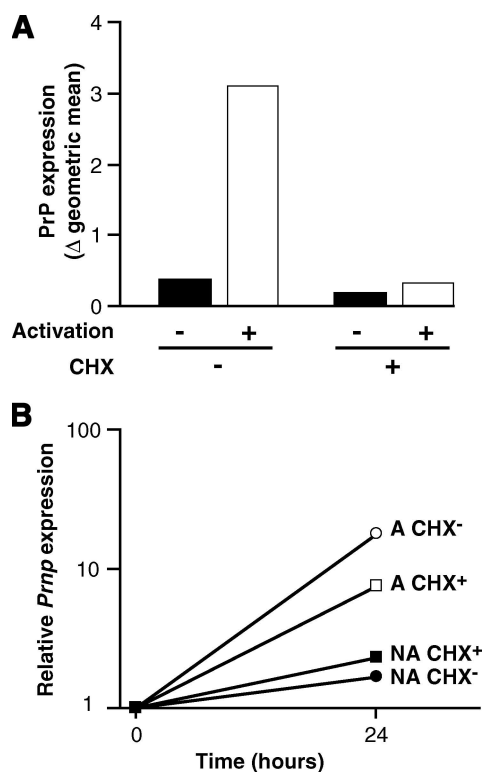 A
PrP expression
(Δ geometric mean)
4
3
2
1
0
Activation - + - +
CHX - +
B
Relative Prnp expression
100
10
1
A CHX-
A CHX+
NA CHX+
NA CHX-
0 24
Time (hours)